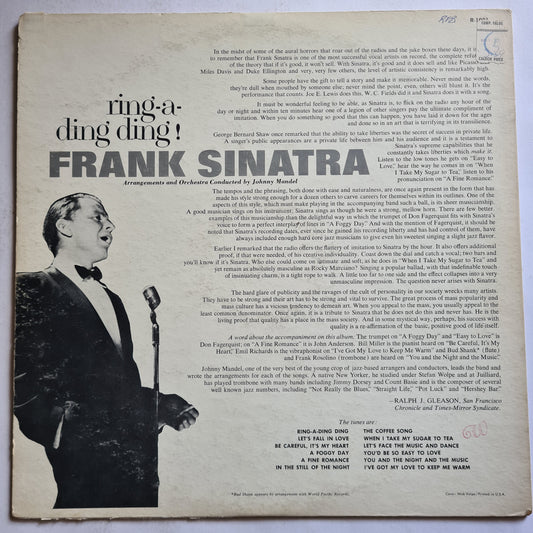 R-1001
ring-a-
ding ding!
FRANK SINATRA
Arrangements and Orchestra Conducted by Johnny Mandel
In the midst of some of the aural horrors that roar out of the radios and the juke boxes these days, it
to remember that Frank Sinatra is one of the most successful vocal artists on record, the complete
of the theory that if it's good, it won't sell. With Sinatra, it's good and it does sell and like Picasso
Miles Davis and Duke Ellington and very, very few others, the level of artistic consistency is remarkably high.
Some people have the gift to tell a story and make it memorable. Never mind the words,
they're dull when mouthed by someone else; never mind the point, even, others will blunt it. It's the
performance that counts. Joe E. Lewis does this. W. C. Fields did it and Sinatra does it with a song.
It must be wonderful feeling to be able, as Sinatra is, to flick on the radio any hour of the
day or night and within ten minutes hear one of a legion of other singers pay the ultimate compliment of
imitation. When you do something so good that this can happen, you have laid it down for the ages
and done so in an art that is terrifying in its transience.
George Bernard Shaw once remarked that the ability to take liberties was the secret of success in private life.
A singer's public appearances are a private life between him and his audience and it is a testament to
Sinatra's supreme capabilities that he
constantly takes liberties which make it.
Listen to the low tones he gets on "Easy to
Love," hear the way he comes in on "When
I Take My Sugar to Tea," listen to his
pronunciation on "A Fine Romance".
The tempos and the phrasing, both done with ease and naturalness, are once again present in the form that has
made his style strong enough for a dozen others to carve careers for themselves within its outlines. One of the
aspects of this style, which must make playing in the accompanying band such a ball, is its sheer musicianship.
A good musician sings on his instrument. Sinatra sings as though he were a strong, mellow horn. There are few better
examples of this musicianship than the delightful way in which the trumpet of Don Fagerquist fits with Sinatra's
voice to produce a perfect interplay of lines in "A Foggy Day" And with the mention of Fagerquist, it should be
noted that Sinatra's recording dates, ever since he gained his recording liberty and has had control of them, have
always included enough hard core jazz musicians to give even his sweetest singing a slight jazz flavor.
Earlier I remarked that the radio offers the flattery of imitation to Sinatra by the hour. It also offers additional
proof, if that were needed, of his creative individuality. Coast down the dial and catch a vocal; two bars and
you'll know if it's Sinatra. Who else could come on intimate and soft, as he does in "When I Take My Sugar to Tea" and
yet remain as absolutely masculine as Rocky Marciano? Singing a popular ballad, with that indefinable touch
of intimating charm, is a tight rope to walk. A little too far to one side and the effect collapses into a very
unmasculine impression. The question never arises with Sinatra.
The hard glare of publicity and the ravages of the cult of personality in our society wrecks many artists.
They have to be strong and their art has to be strong and vital to survive. The great process of mass popularity and
mass culture has a vicious tendency to demean art. When you appeal to the mass, you usually appeal to the
least common denominator. Once again, it is a tribute to Sinatra that he does not do this and never has. He is the
living proof that quality has a place in the mass society. And in some mystical way, perhaps, his success with
quality is a re-affirmation of the basic, positive good of life itself.
A word about the accompaniment on this album. The trumpet on "A Foggy Day" and "Easy to Love" is
Don Fagerquist; on "A Fine Romance" it is John Anderson. Bill Miller is the pianist heard on "Be Careful, It's My
Heart," Emil Richards is the vibraphonist on "I've Got My Love to Keep Me Warm" and Bud Shank* (flute)
and Frank Rosolino (trombone) are heard on "You and the Night and the Music."
Johnny Mandel, one of the very best of the young crop of jazz-based arrangers and conductors, leads the band and
wrote the arrangements for each of the songs. A native New Yorker, he studied under Stefan Wolpe and at Juilliard,
has played trombone with many bands including Jimmy Dorsey and Count Basie and is the composer of several
well known jazz numbers, including "Not Really the Blues," "Straight Life," "Pot Luck" and "Hershey Bar."
—RALPH J. GLEASON, San Francisco
Chronicle and Times-Mirror Syndicate.
The tunes are:
RING-A-DING DING
LET'S FALL IN LOVE
BE CAREFUL, IT'S MY HEART
A FOGGY DAY
A FINE ROMANCE
IN THE STILL OF THE NIGHT
THE COFFEE SONG
WHEN I TAKE MY SUGAR TO TEA
LET'S FACE THE MUSIC AND DANCE
YOU'D BE SO EASY TO LOVE
YOU AND THE NIGHT AND THE MUSIC
I'VE GOT MY LOVE TO KEEP ME WARM
*Bud Shank appears by arrangement with World Pacific Records.
Printed in U.S.A.